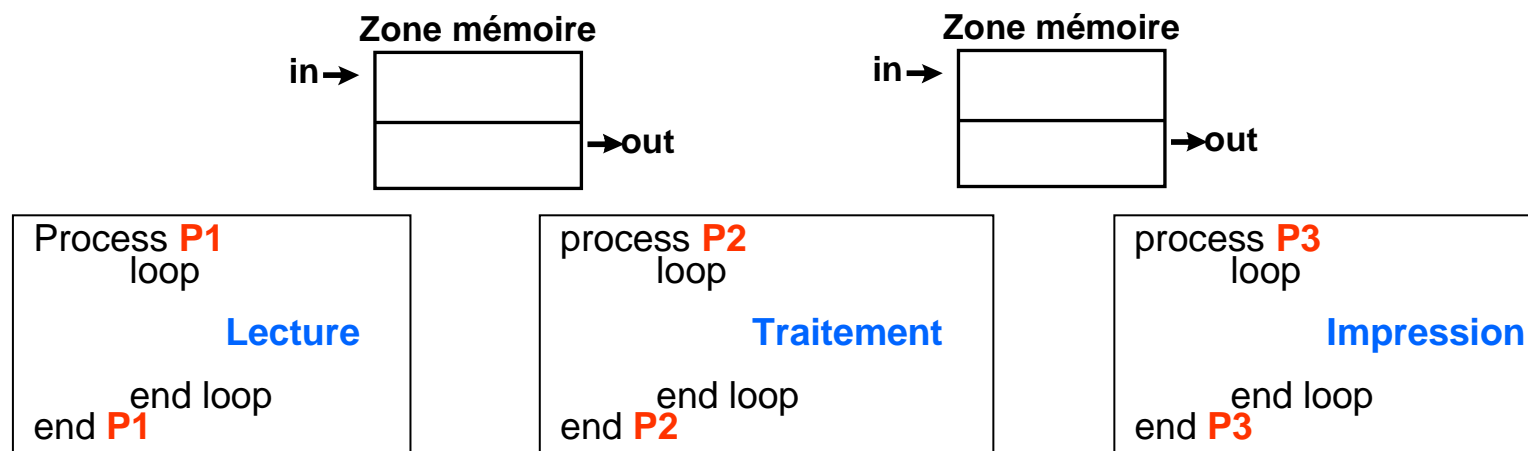 Zone mémoire
in
out
Zone mémoire
in
out
Process P1
loop
Lecture
end loop
end P1
process P2
loop
Traitement
end loop
end P2
process P3
loop
Impression
end loop
end P3